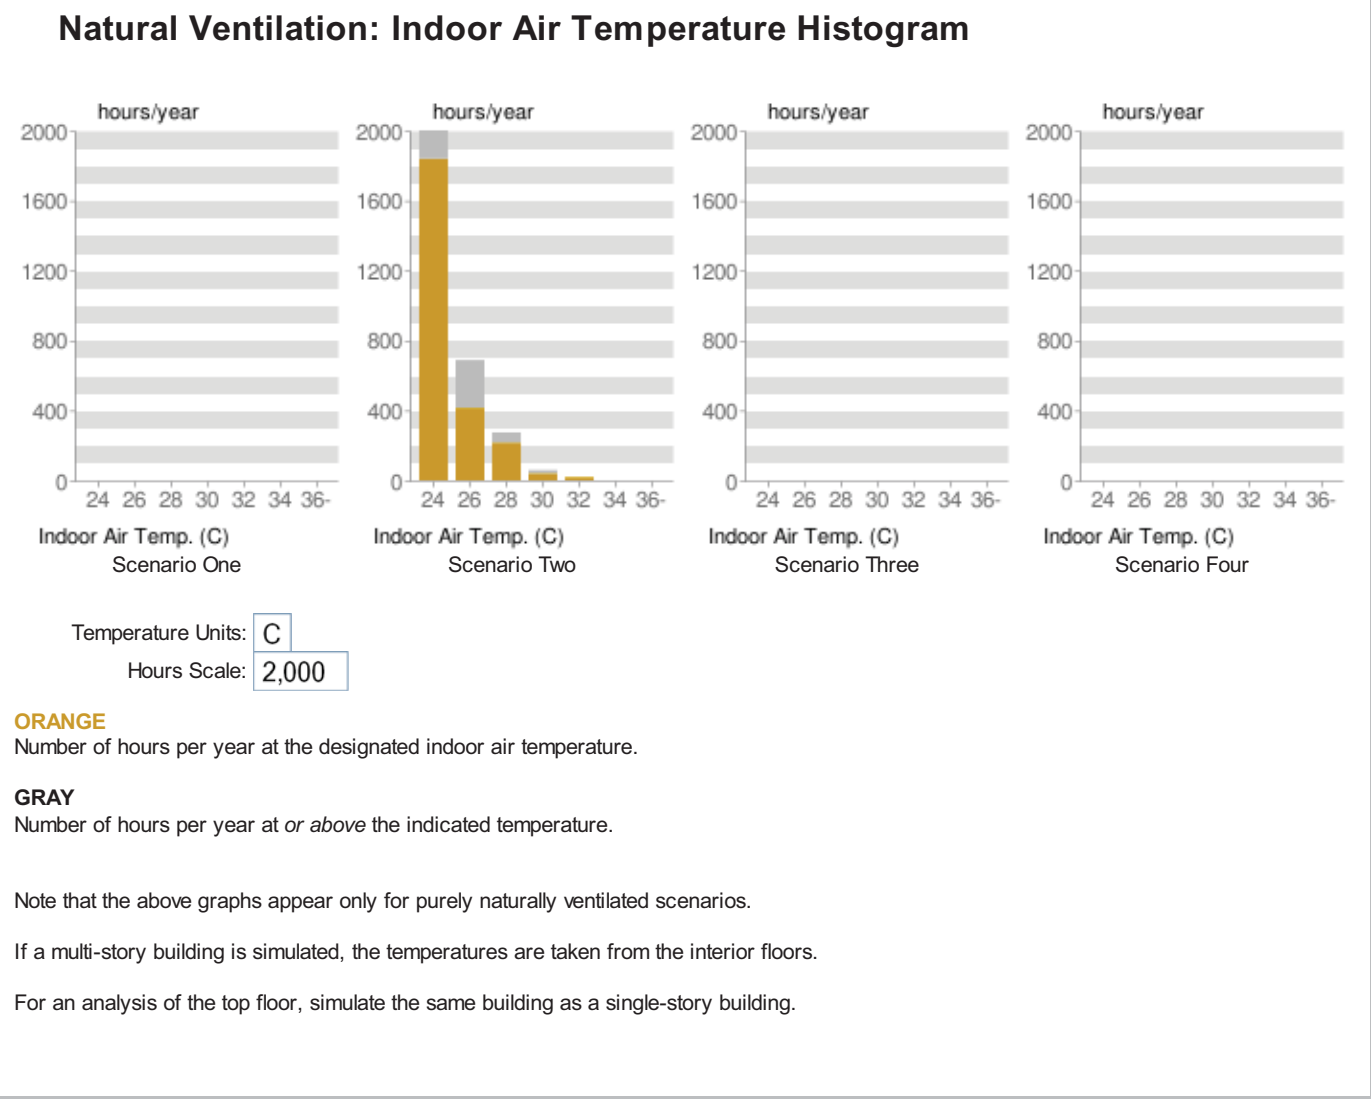 Natural Ventilation: Indoor Air Temperature Histogram
hours/year hours/year hours/year hours/year
2000 2000 2000 2000
1600 1600 1600 1600
1200 1200 1200 1200
800 800 800 800
400 400 400 400
0 0 0 0
24 26 28 30 32 34 36- 24 26 28 30 32 34 36- 24 26 28 30 32 34 36- 24 26 28 30 32 34 36-
Indoor Air Temp. (C) Indoor Air Temp. (C) Indoor Air Temp. (C) Indoor Air Temp. (C)
Scenario One Scenario Two Scenario Three Scenario Four
Temperature Units: C
Hours Scale: 2,000
ORANGE
Number of hours per year at the designated indoor air temperature.
GRAY
Number of hours per year at or above the indicated temperature.
Note that the above graphs appear only for purely naturally ventilated scenarios.
If a multi-story building is simulated, the temperatures are taken from the interior floors.
For an analysis of the top floor, simulate the same building as a single-story building.